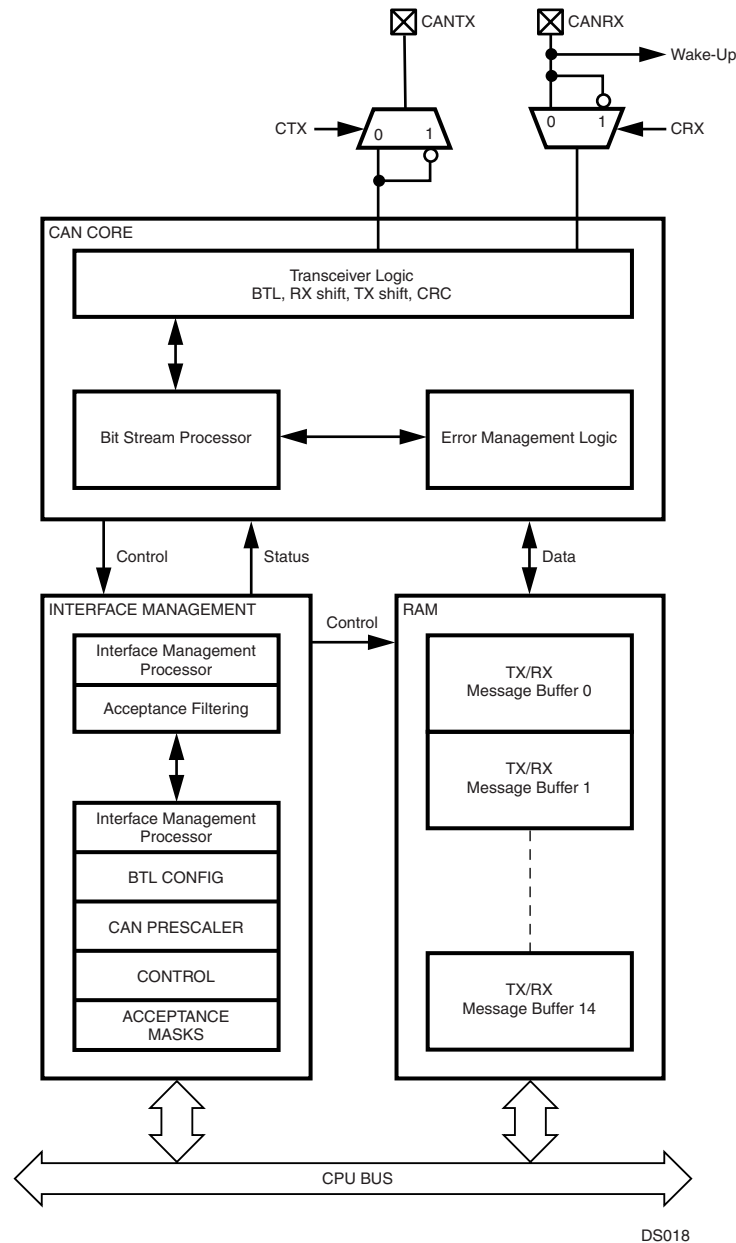 CANTX
CANRX
Wake-Up
CTX
0
1
0
1
CRX
CAN CORE
Transceiver Logic
BTL, RX shift, TX shift, CRC
Bit Stream Processor
Error Management Logic
Control
Status
Data
INTERFACE MANAGEMENT
Interface Management
Processor
Acceptance Filtering
Interface Management
Processor
BTL CONFIG
CAN PRESCALER
CONTROL
ACCEPTANCE
MASKS
Control
RAM
TX/RX
Message Buffer 0
TX/RX
Message Buffer 1
TX/RX
Message Buffer 14
CPU BUS
DS018